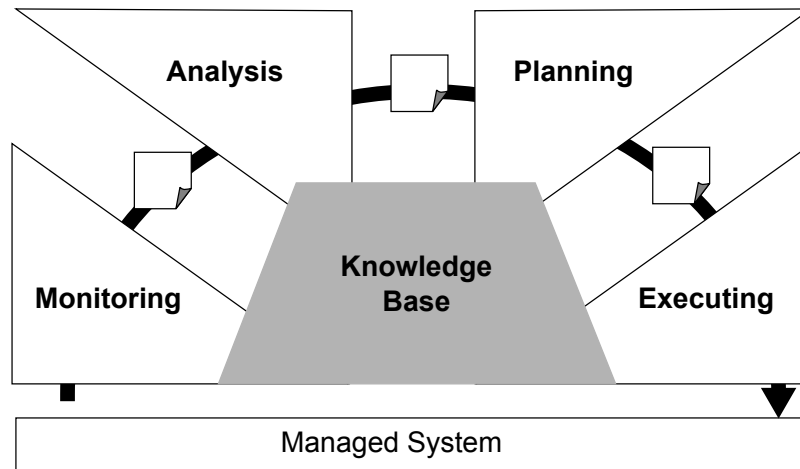 Analysis
Planning
Monitoring
Knowledge
Base
Executing
Managed System